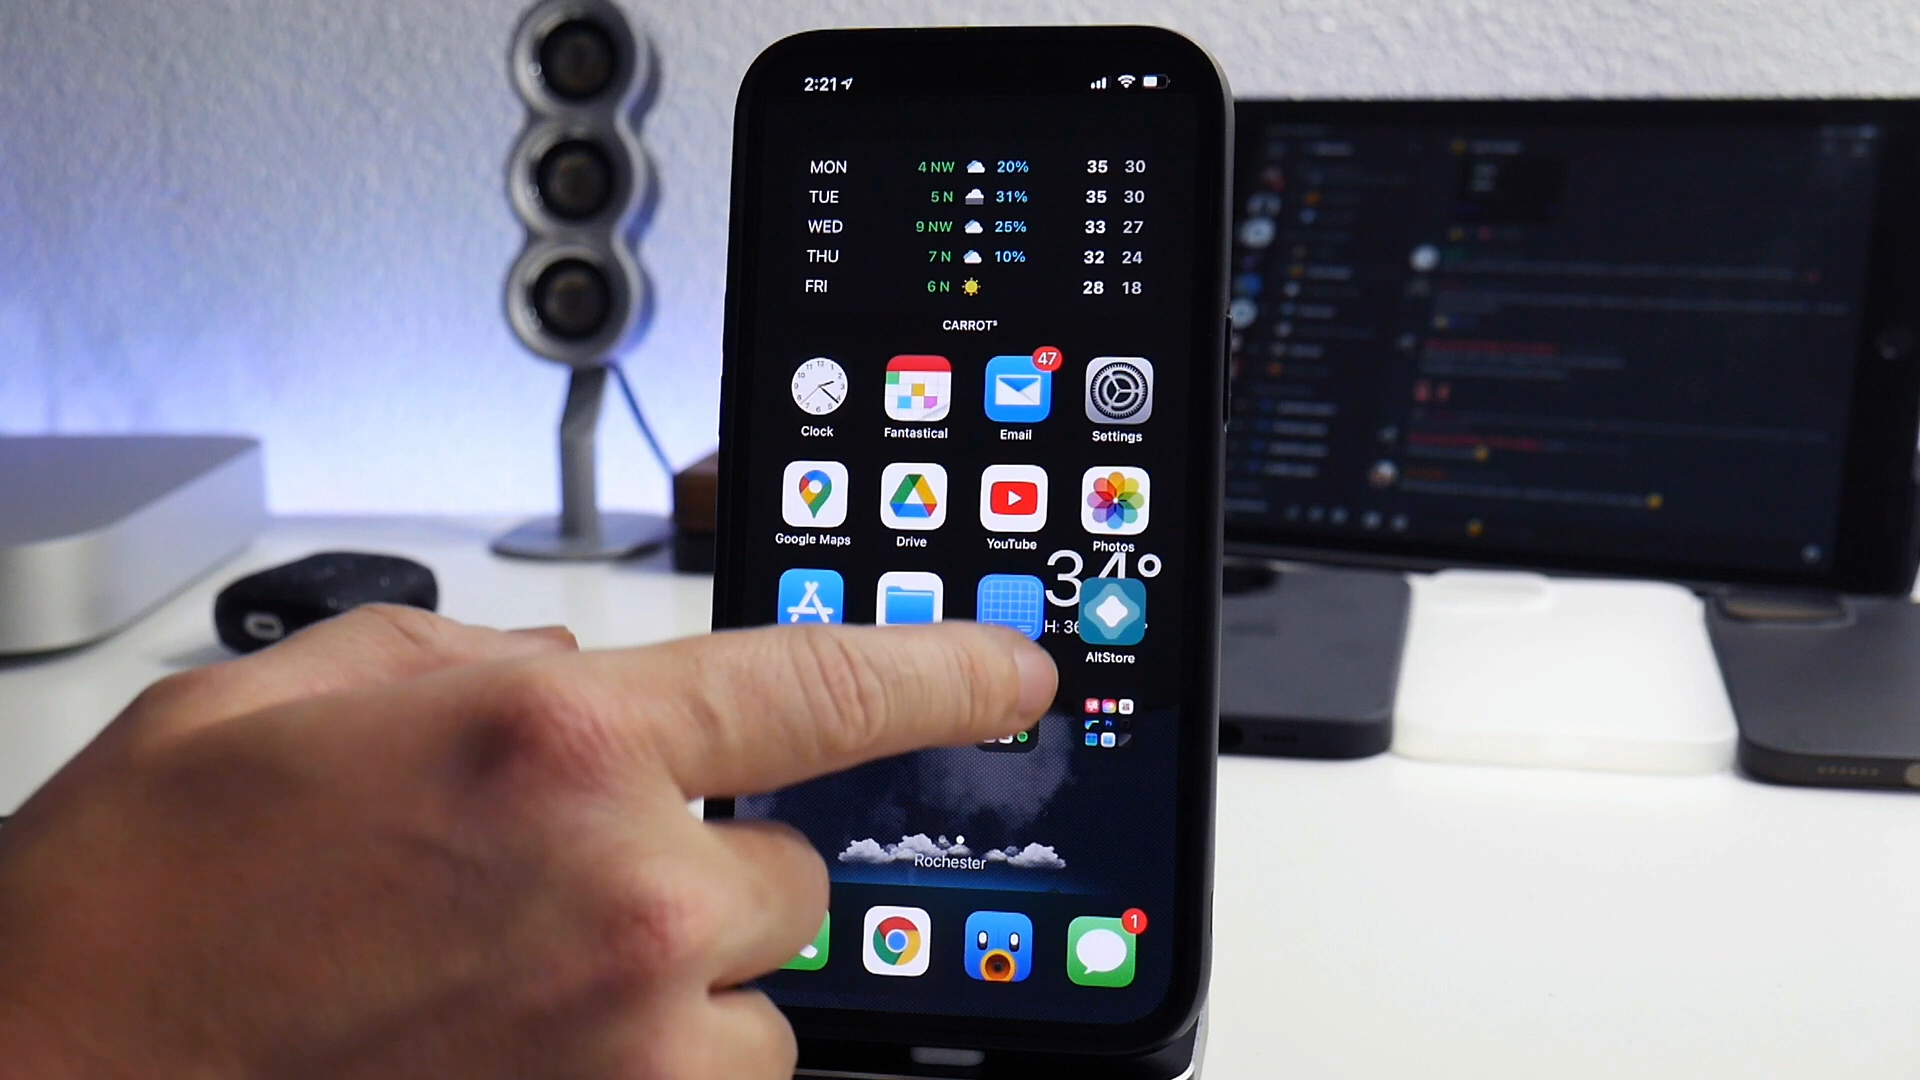 2:21
MON 4 NW 20% 35 30
TUE 5 N 31% 35 30
WED 9 NW 25% 33 27
THU 7 N 10% 32 24
FRI 6 N 28 18
CARROT³
47
Clock Fantastical Email Settings
Google Maps Drive YouTube Photos
34°
H: 36
AltStore
Rochester
1